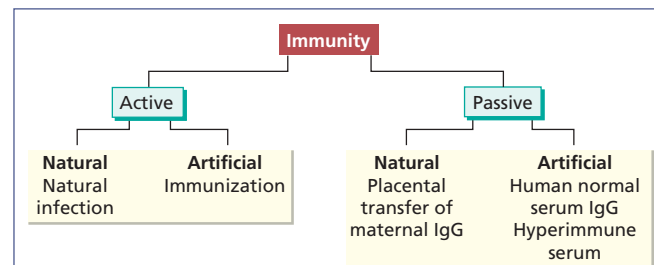 Immunity
Active
Passive
Natural
Natural
infection
Artificial
Immunization
Natural
Placental
transfer of
maternal IgG
Artificial
Human normal
serum IgG
Hyperimmune
serum